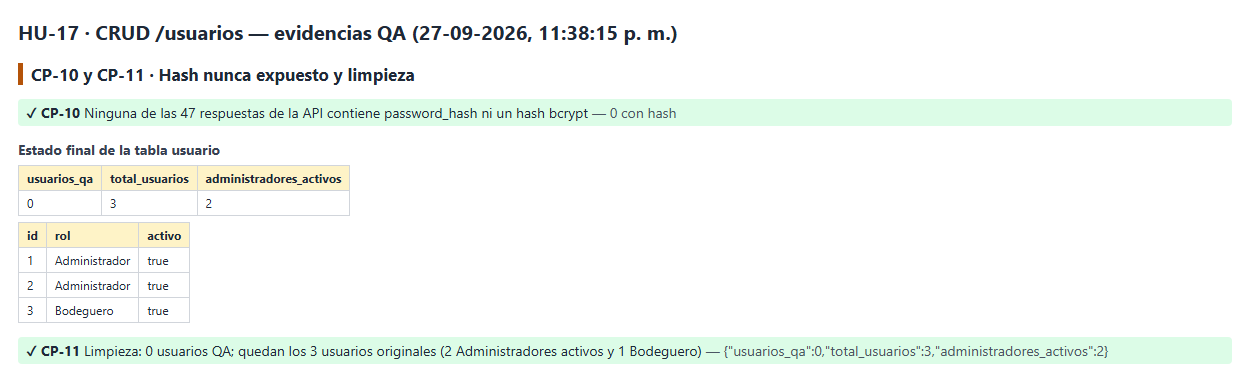 HU-17 · CRUD /usuarios — evidencias QA (27-09-2026, 11:38:15 p. m.)
CP-10 y CP-11 · Hash nunca expuesto y limpieza
✓ CP-10 Ninguna de las 47 respuestas de la API contiene password_hash ni un hash bcrypt — 0 con hash
Estado final de la tabla usuario
usuarios_qa total_usuarios administradores_activos
0 3 2
id rol activo
1 Administrador true
2 Administrador true
3 Bodeguero true
✓ CP-11 Limpieza: 0 usuarios QA; quedan los 3 usuarios originales (2 Administradores activos y 1 Bodeguero) — {"usuarios_qa":0,"total_usuarios":3,"administradores_activos":2}